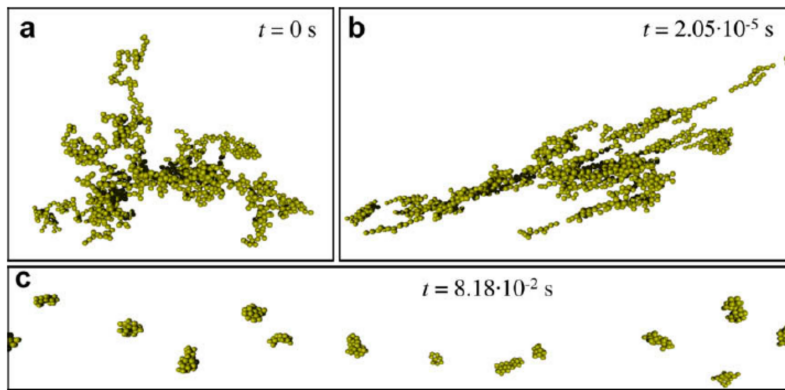 a
t = 0 s
b
t = 2.05·10⁻⁵ s
c
t = 8.18·10⁻² s